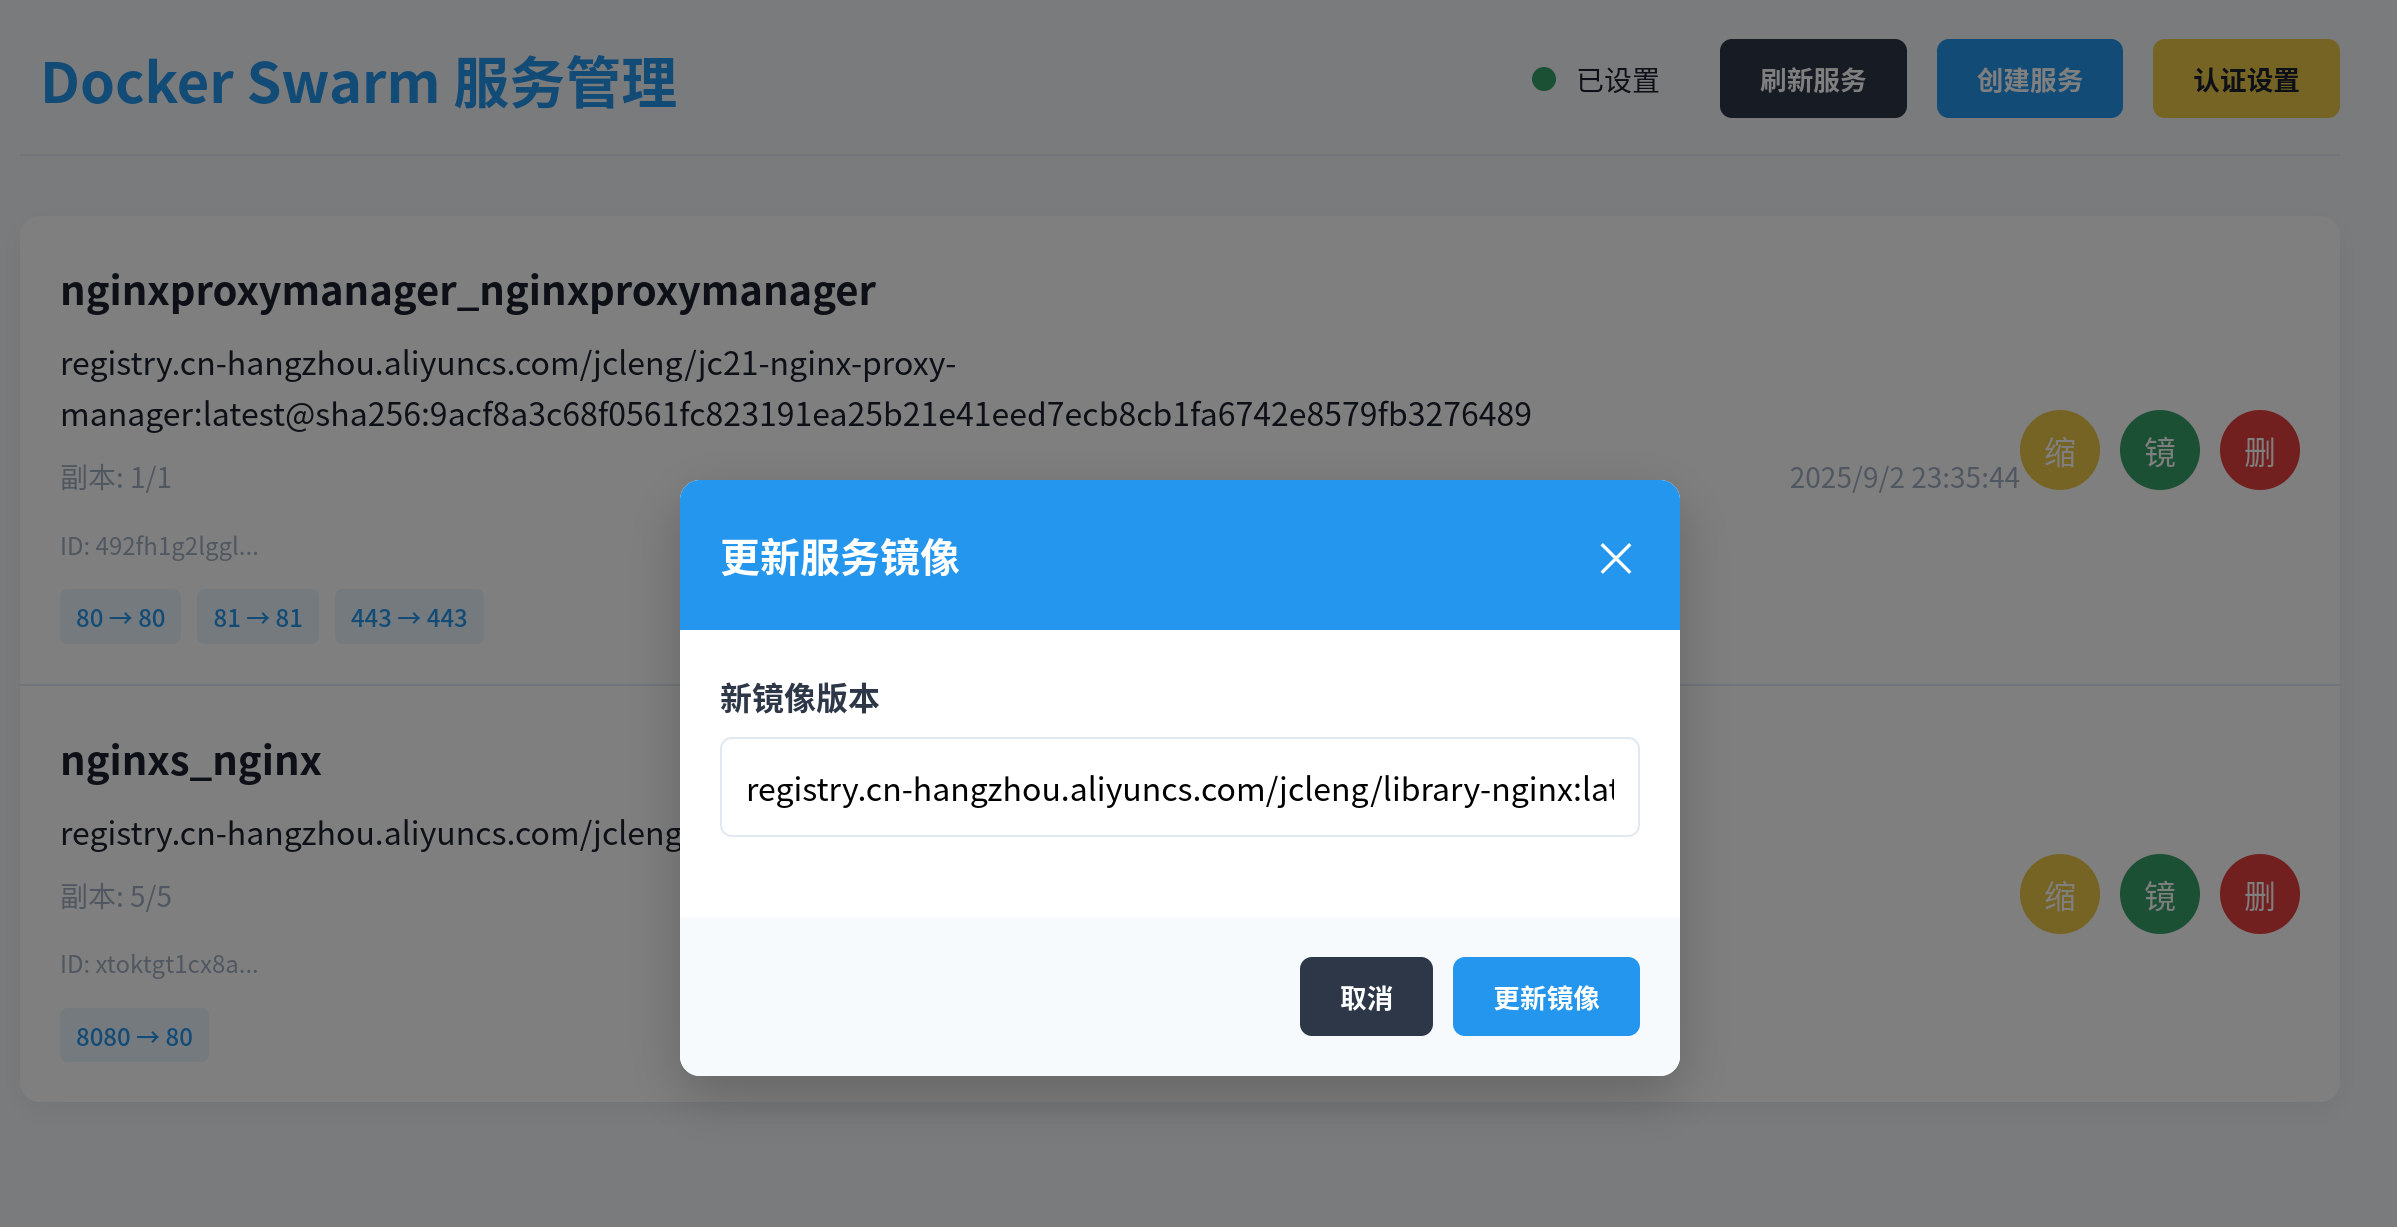 Docker Swarm 服务管理
已设置
刷新服务
创建服务
认证设置
nginxproxymanager_nginxproxymanager
registry.cn-hangzhou.aliyuncs.com/jcleng/jc21-nginx-proxy-
manager:latest@sha256:9acf8a3c68f0561fc823191ea25b21e41eed7ecb8cb1fa6742e8579fb3276489
副本: 1/1
2025/9/2 23:35:44
缩
镜
删
ID: 492fh1g2lggl...
80 → 80
81 → 81
443 → 443
更新服务镜像
新镜像版本
registry.cn-hangzhou.aliyuncs.com/jcleng/library-nginx:lat
取消
更新镜像
nginxs_nginx
registry.cn-hangzhou.aliyuncs.com/jcleng
副本: 5/5
缩
镜
删
ID: xtoktgt1cx8a...
8080 → 80